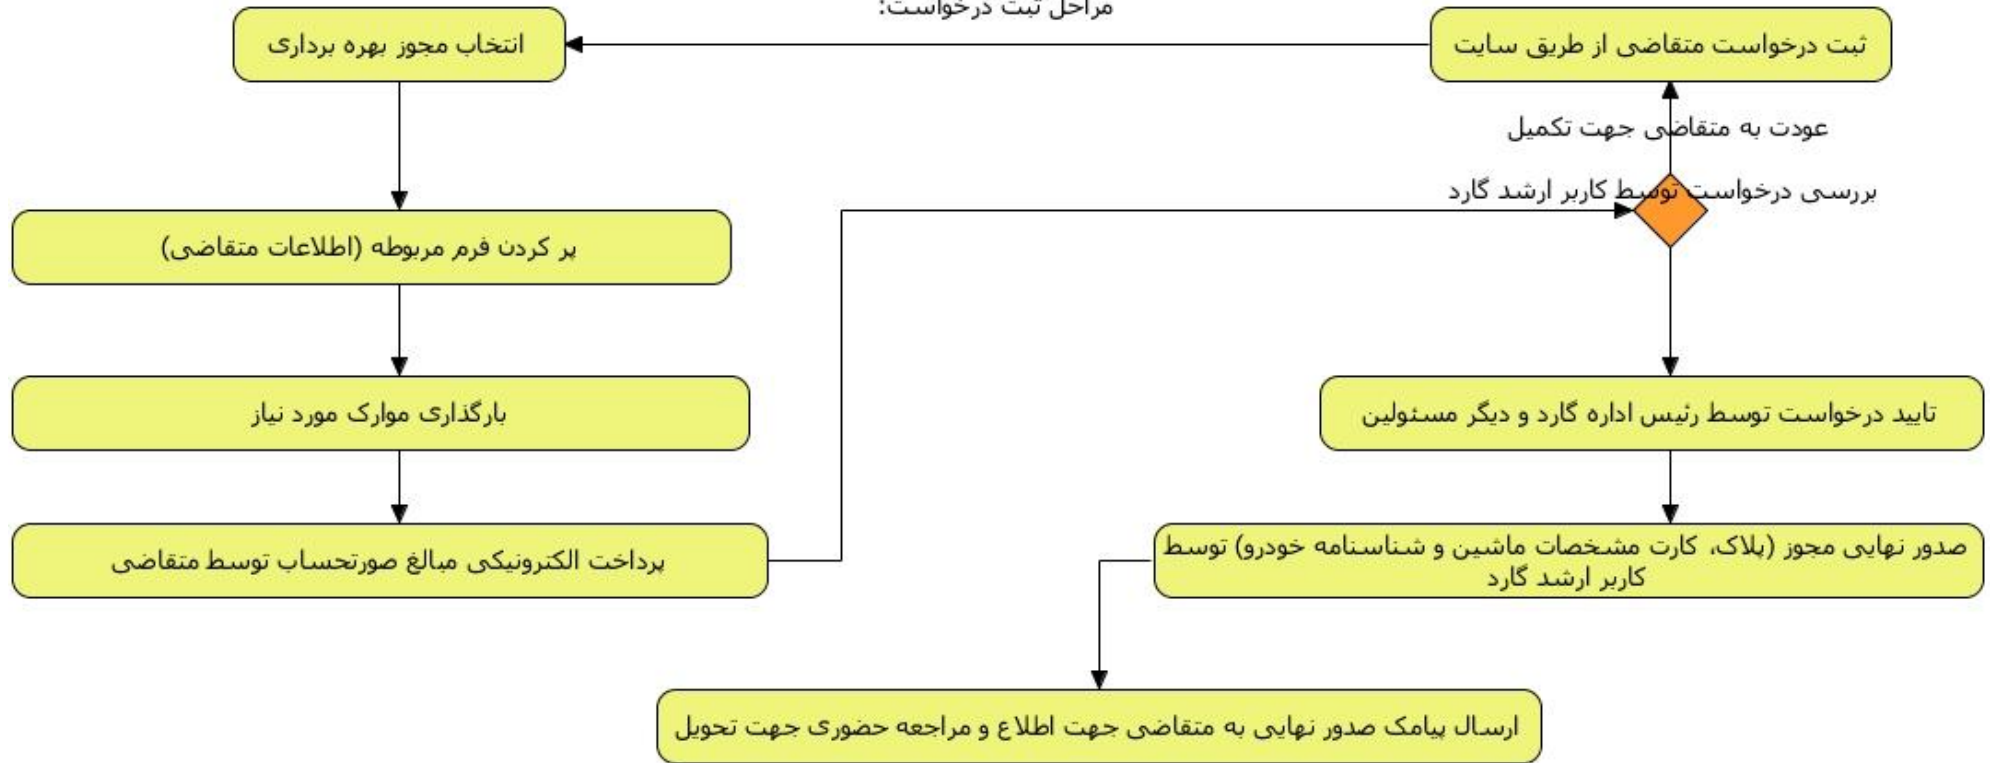 مراحل ثبت درخواست:
ثبت درخواست متقاضی از طریق سایت
انتخاب مجوز بهره برداری
عودت به متقاضی جهت تکمیل
بررسی درخواست توسط کاربر ارشد گارد
پر کردن فرم مربوطه (اطلاعات متقاضی)
بارگذاری موارک مورد نیاز
تایید درخواست توسط رئیس اداره گارد و دیگر مسئولین
پرداخت الکترونیکی مبالغ صورتحساب توسط متقاضی
صدور نهایی مجوز (پلاک، کارت مشخصات ماشین و شناسنامه خودرو) توسط
کاربر ارشد گارد
ارسال پیامک صدور نهایی به متقاضی جهت اطلاع و مراجعه حضوری جهت تحویل